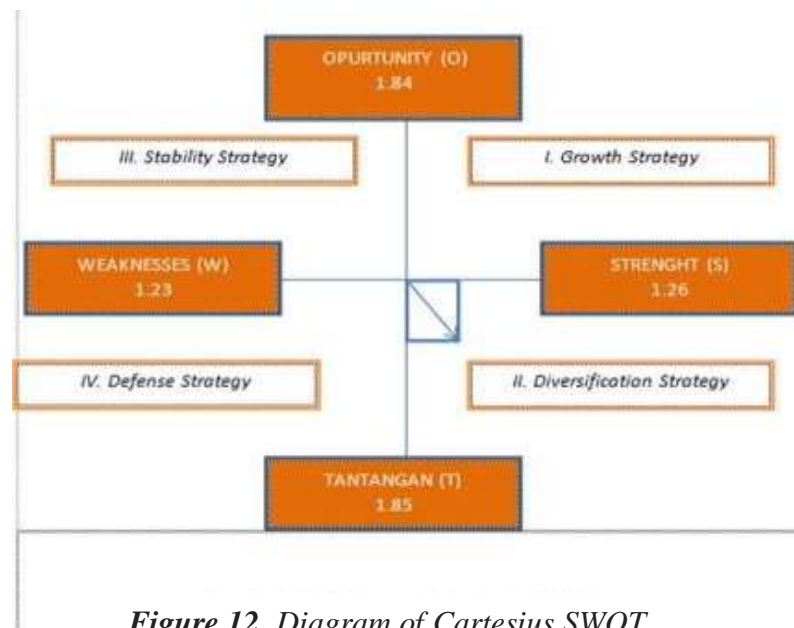 OPURTUNITY (O)
1.84
III. Stability Strategy
I. Growth Strategy
WEAKNESSES (W)
1.23
STRENGHT (S)
1.26
IV. Defense Strategy
II. Diversification Strategy
TANTANGAN (T)
1.85
Figure 12. Diagram of Cartesius SWOT